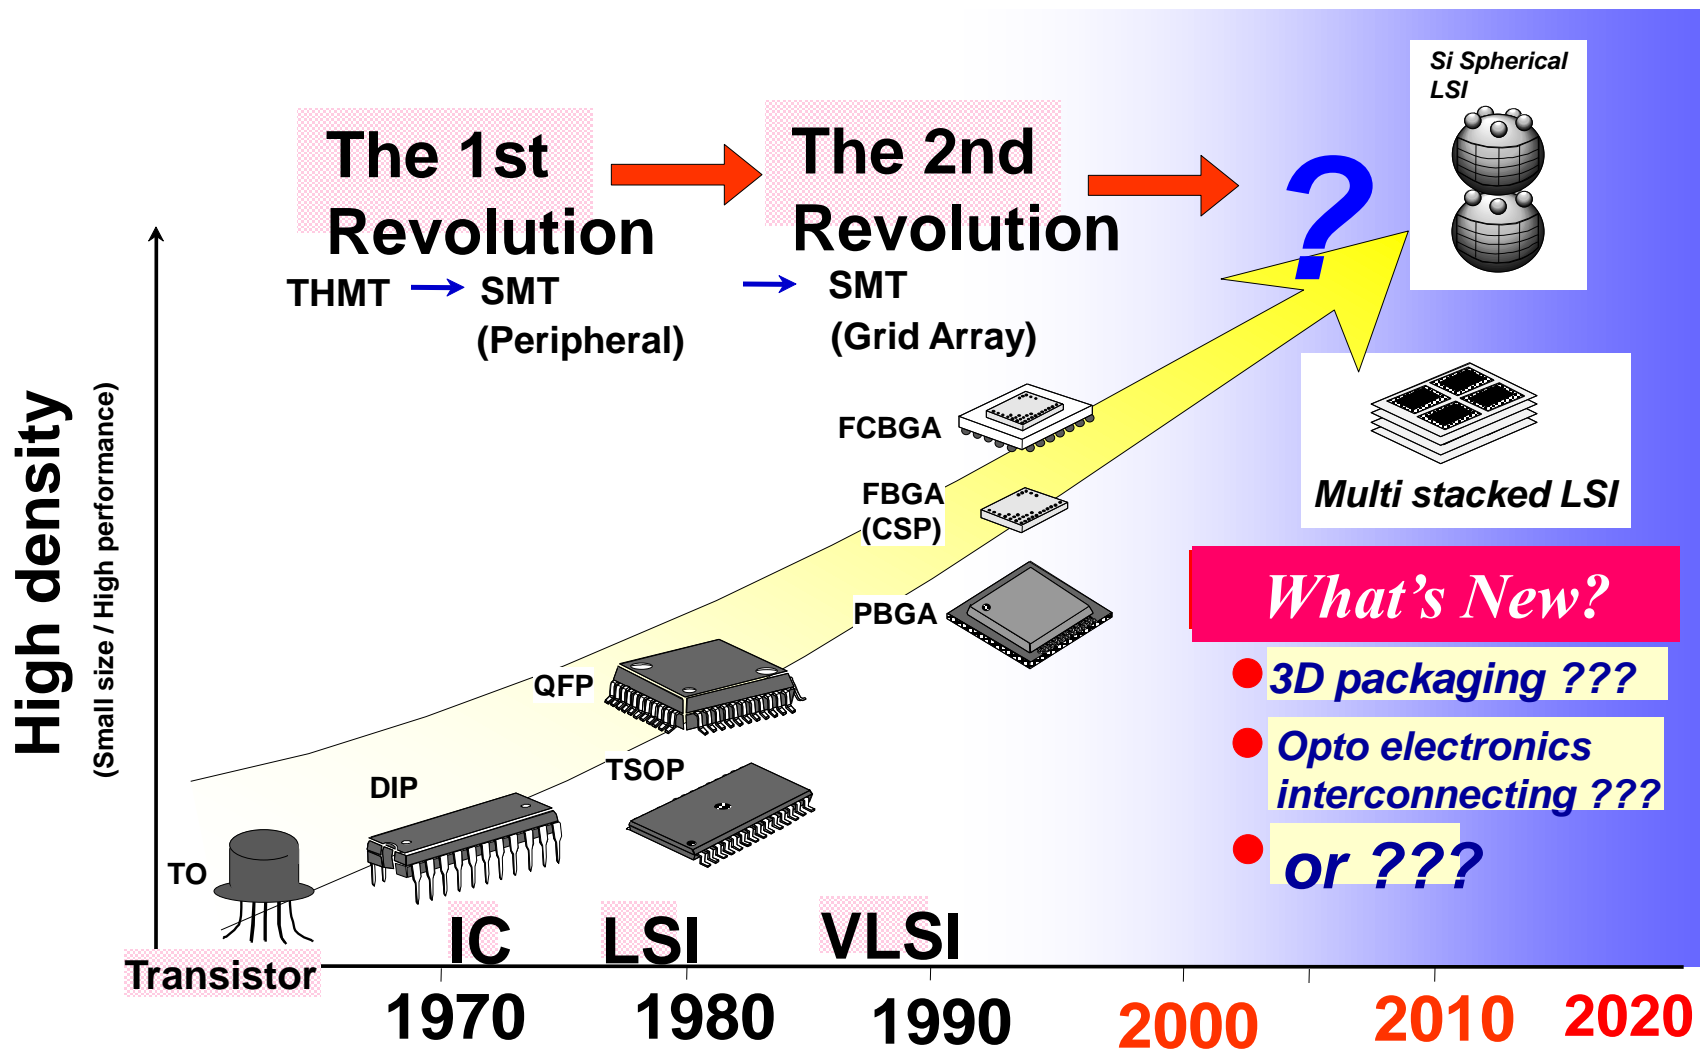 Si Spherical
LSI
The 1st
Revolution
The 2nd
Revolution
?
THMT
SMT
(Peripheral)
SMT
(Grid Array)
High density
(Small size / High performance)
FCBGA
FBGA
(CSP)
PBGA
QFP
TSOP
DIP
TO
Multi stacked LSI
What's New?
3D packaging ???
Opto electronics
interconnecting ???
or ???
Transistor
IC
LSI
VLSI
1970
1980
1990
2000
2010
2020